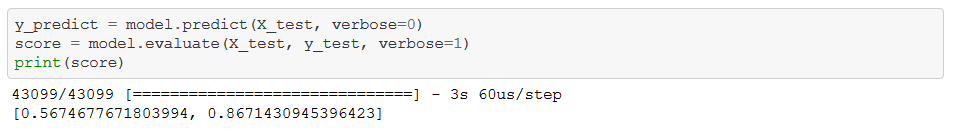 y_predict = model.predict(X_test, verbose=0)
score = model.evaluate(X_test, y_test, verbose=1)
print(score)
43099/43099 [==============================] - 3s 60us/step
[0.5674677671803994, 0.8671430945396423]